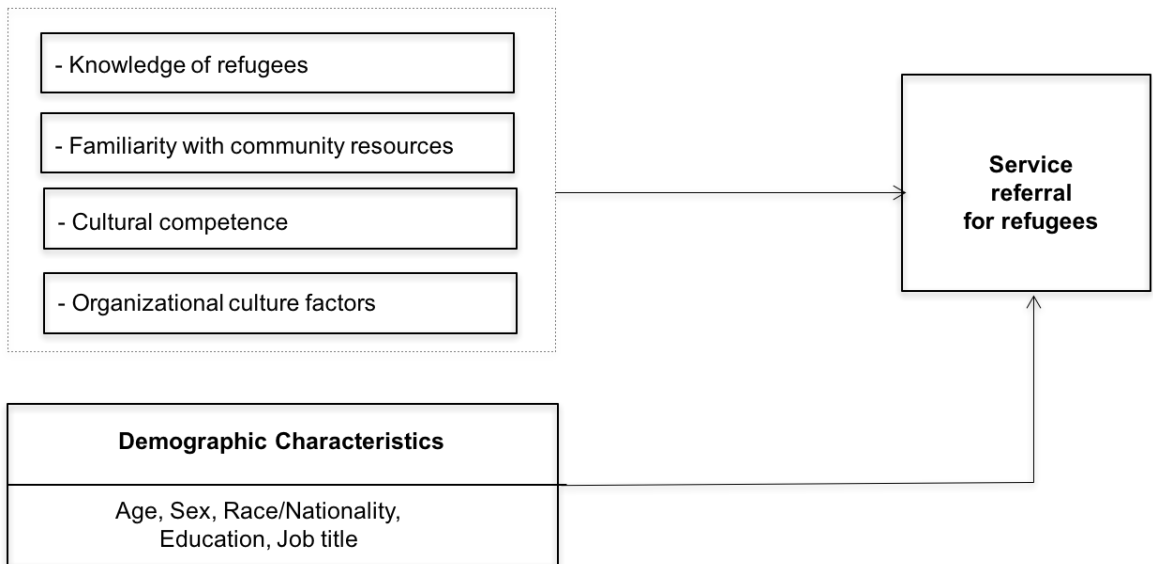 - Knowledge of refugees
- Familiarity with community resources
- Cultural competence
- Organizational culture factors
Service
referral
for refugees
Demographic Characteristics
Age, Sex, Race/Nationality,
Education, Job title